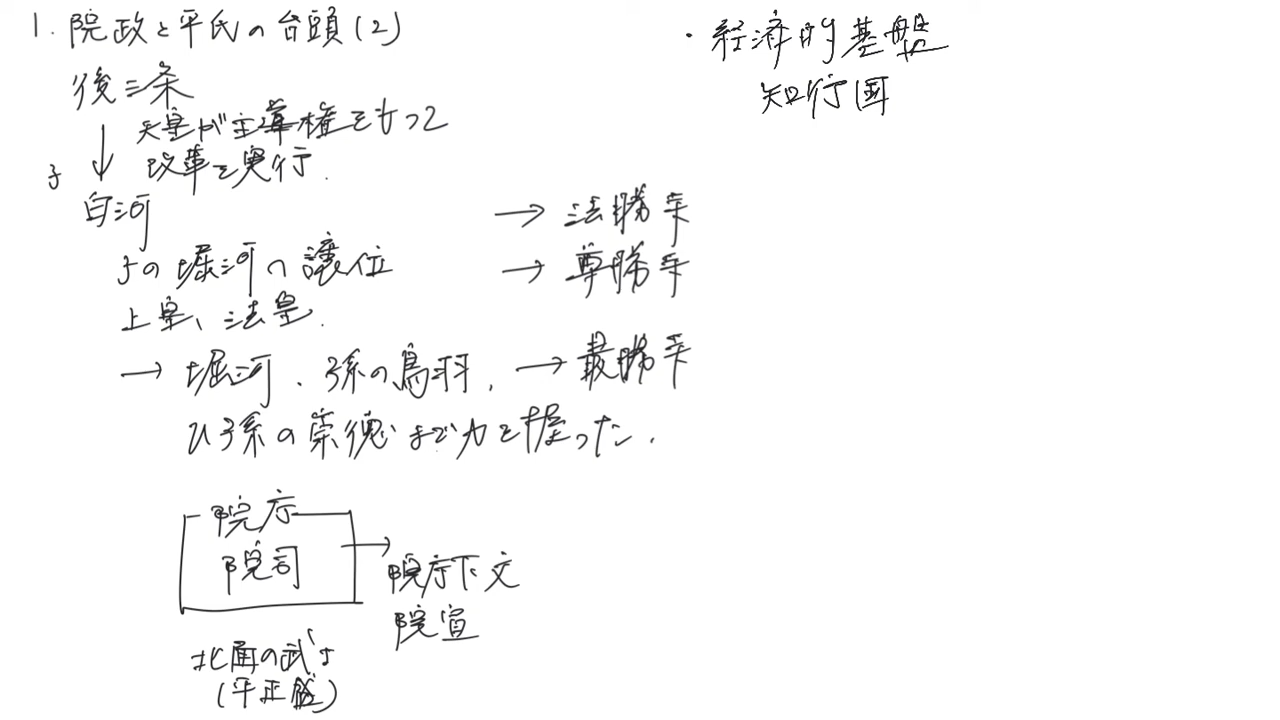 1. 院政と平氏の台頭(2)
後三条
↓ 天皇が主導権をもって
改革を実行.
子
白河
子の堀河へ譲位
上皇、法皇.
→ 堀河、孫の鳥羽、
ひ孫の崇徳まで力を握った.
→ 法勝寺
→ 尊勝寺
→ 最勝寺
院庁
院司
→ 院庁下文
院宣
北面の武士
(平正盛)
・経済的基盤
知行国